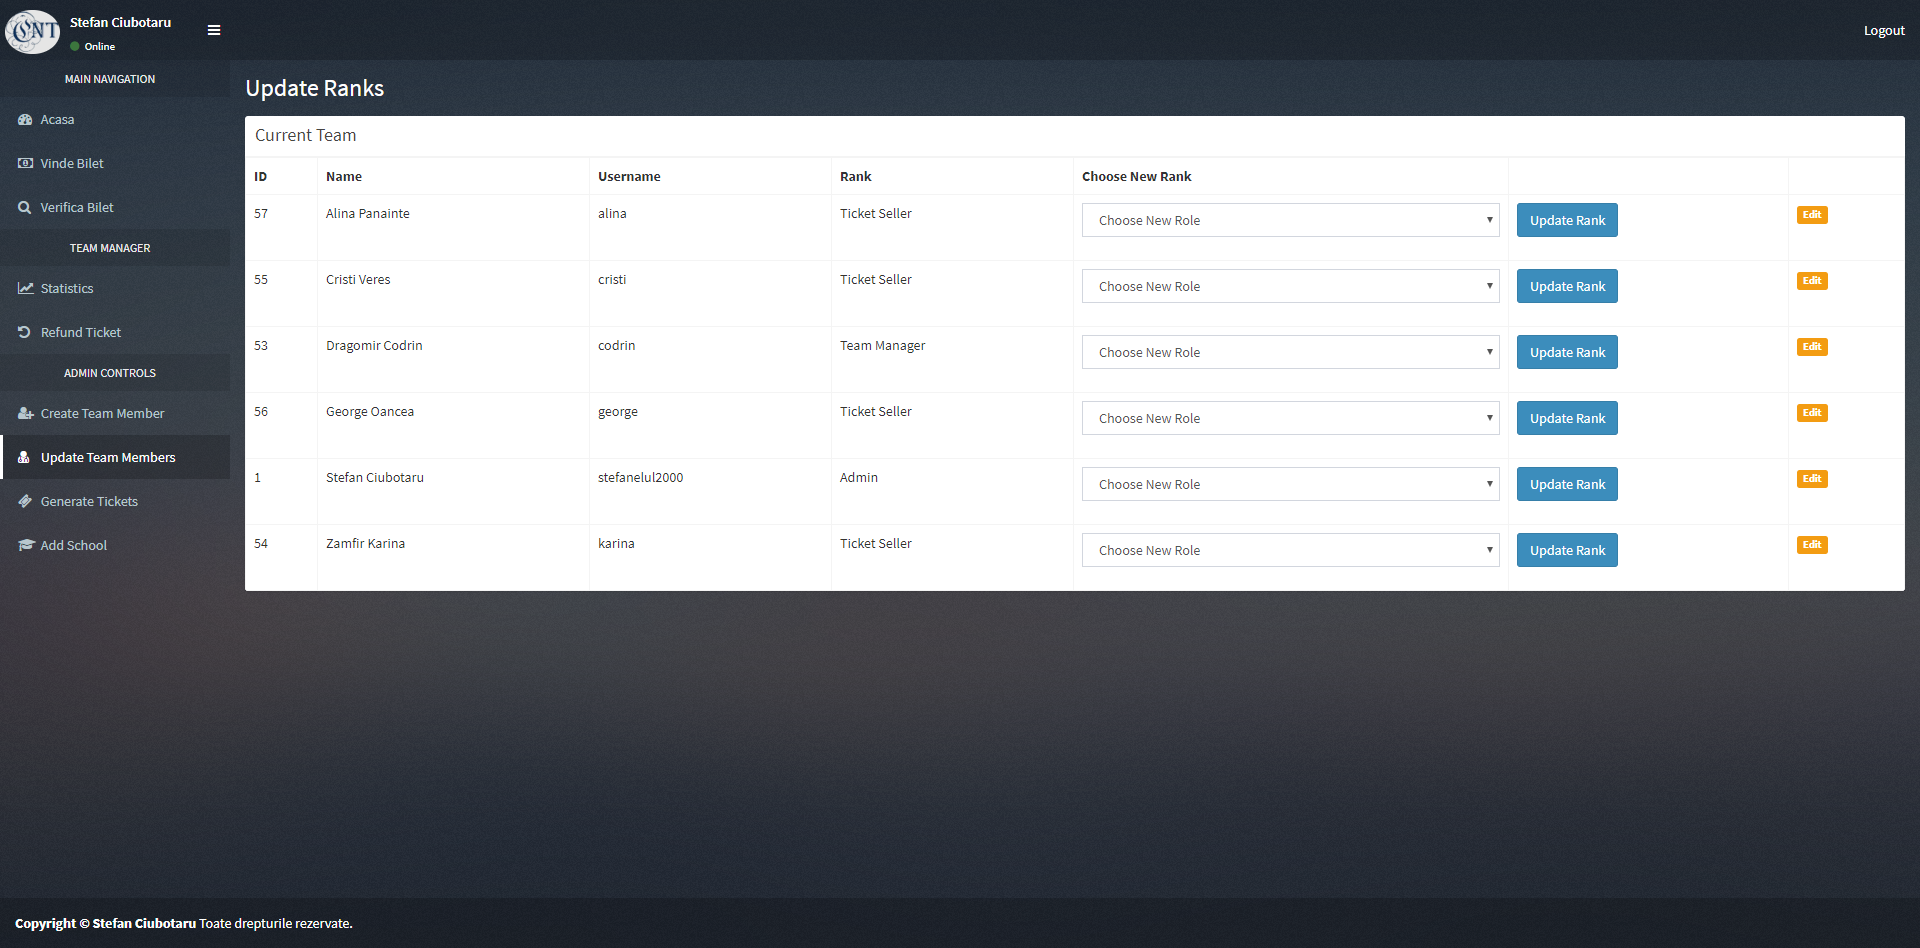 CSNT
Stefan Ciubotaru
Online
Logout
MAIN NAVIGATION
Acasa
Vinde Bilet
Verifica Bilet
TEAM MANAGER
Statistics
Refund Ticket
ADMIN CONTROLS
Create Team Member
Update Team Members
Generate Tickets
Add School
Update Ranks
Current Team
ID Name Username Rank Choose New Rank
57 Alina Panainte alina Ticket Seller Choose New Role Update Rank Edit
55 Cristi Veres cristi Ticket Seller Choose New Role Update Rank Edit
53 Dragomir Codrin codrin Team Manager Choose New Role Update Rank Edit
56 George Oancea george Ticket Seller Choose New Role Update Rank Edit
1 Stefan Ciubotaru stefanelul2000 Admin Choose New Role Update Rank Edit
54 Zamfir Karina karina Ticket Seller Choose New Role Update Rank Edit
Copyright © Stefan Ciubotaru Toate drepturile rezervate.